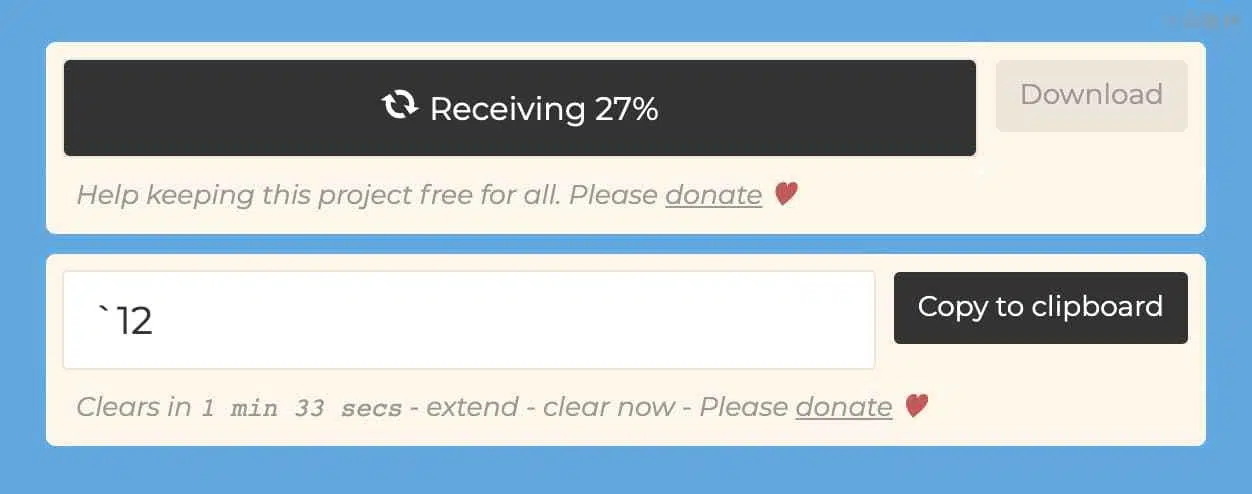 Receiving 27%
Download
Help keeping this project free for all. Please donate
`12
Copy to clipboard
Clears in 1 min 33 secs - extend - clear now - Please donate